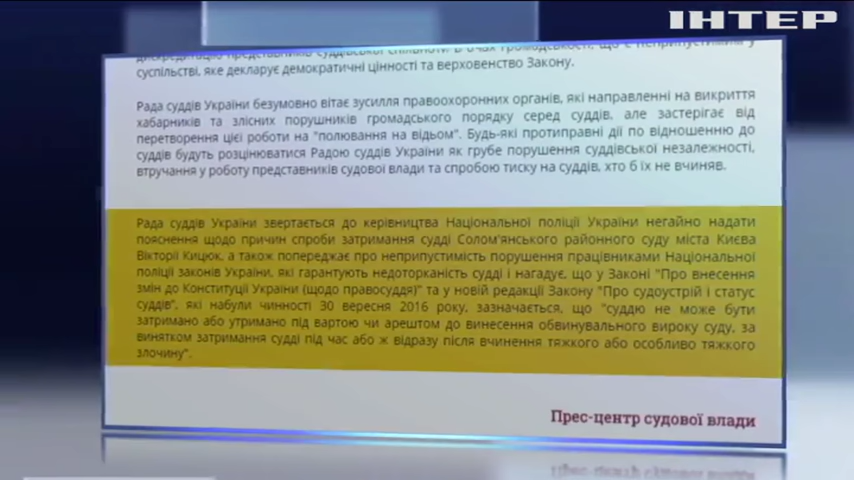 ІНТЕР
дискредитацію представників суддівської спільноти в очах громадськості, що є неприпустимим у
суспільстві, яке декларує демократичні цінності та верховенство Закону.
Рада суддів України безумовно вітає зусилля правоохоронних органів, які направленні на викриття
хабарників та злісних порушників громадського порядку серед суддів, але застерігає від
перетворення цієї роботи на "полювання на відьом". Будь-які протиправні дії по відношенню до
суддів будуть розцінюватися Радою суддів України як грубе порушення суддівської незалежності,
втручання у роботу представників судової влади та спробою тиску на суддів, хто б їх не вчиняв.
Рада суддів України звертається до керівництва Національної поліції України негайно надати
пояснення щодо причин спроби затримання судді Солом'янського районного суду міста Києва
Вікторії Кицюк, а також попереджає про неприпустимість порушення працівниками Національної
поліції законів України, які гарантують недоторканість судді і нагадує, що у Законі "Про внесення
змін до Конституції України (щодо правосуддя)" та у новій редакції Закону "Про судоустрій і статус
суддів", які набули чинності 30 вересня 2016 року, зазначається, що "суддю не може бути
затримано або утримано під вартою чи арештом до винесення обвинувального вироку суду, за
винятком затримання судді під час або ж відразу після вчинення тяжкого або особливо тяжкого
злочину".
Прес-центр судової влади